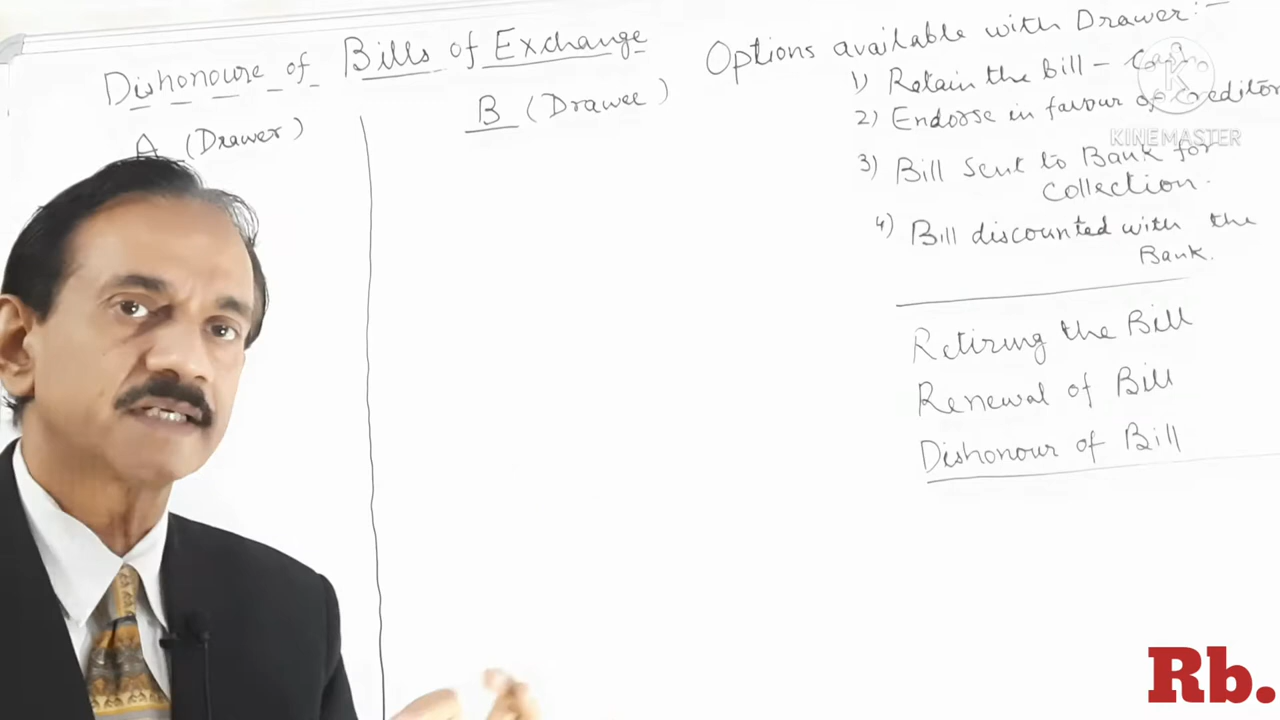 Dishonoure of Bills of Exchange
A (Drawer)
B (Drawee)
Options available with Drawer:-
1) Retain the bill - Cash
2) Endorse in favour of Creditor
3) Bill Sent to Bank for
Collection.
4) Bill discounted with the
Bank.
Retiring the Bill
Renewal of Bill
Dishonour of Bill
K
KINEMASTER
Rb.